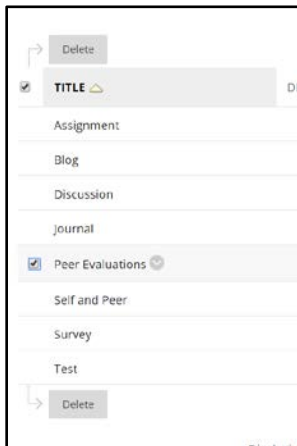 Delete
TITLE
Assignment
Blog
Discussion
Journal
Peer Evaluations
Self and Peer
Survey
Test
Delete